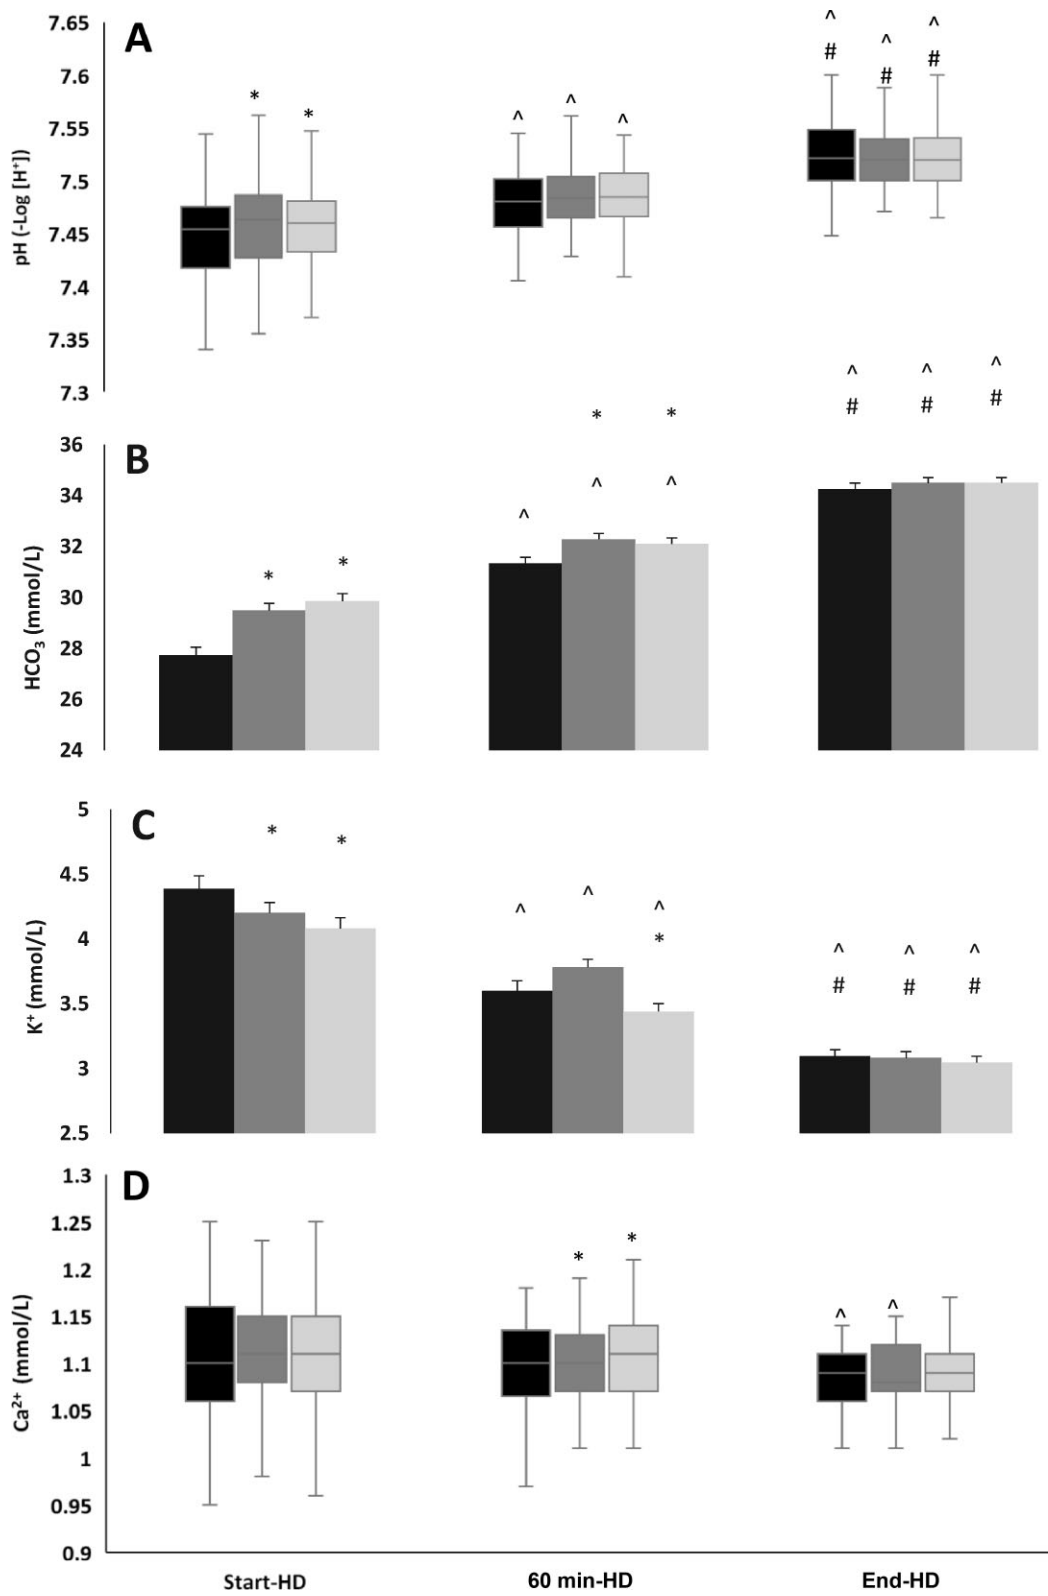 A
7.65
7.6
7.55
7.5
7.45
7.4
7.35
7.3
pH (-Log [H⁺])
* *
^ ^ ^
^ ^ ^
# # #
B
36
34
32
30
28
26
24
HCO₃ (mmol/L)
* *
^ ^ ^
* *
^ ^ ^
# # #
C
5
4.5
4
3.5
3
2.5
K⁺ (mmol/L)
* *
^ ^ ^
*
^ ^ ^
# # #
D
1.3
1.25
1.2
1.15
1.1
1.05
1
0.95
0.9
Ca²⁺ (mmol/L)
* *
^ ^
Start-HD 60 min-HD End-HD